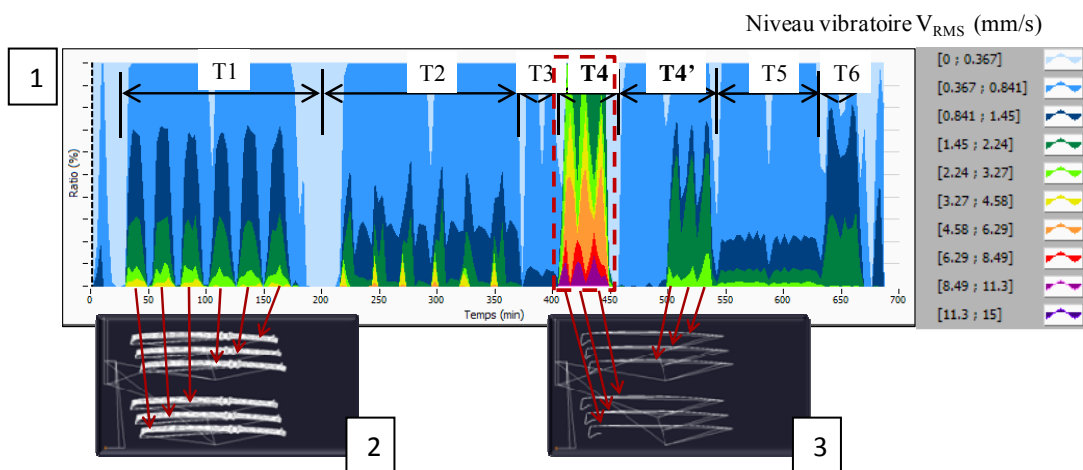 Niveau vibratoire VRMS (mm/s)
1
T1
T2
T3
T4
T4’
T5
T6
Ratio (%)
0
50
100
150
200
250
300
350
400
450
500
550
600
650
700
Temps (min)
[0 ; 0.367]
[0.367 ; 0.841]
[0.841 ; 1.45]
[1.45 ; 2.24]
[2.24 ; 3.27]
[3.27 ; 4.58]
[4.58 ; 6.29]
[6.29 ; 8.49]
[8.49 ; 11.3]
[11.3 ; 15]
2
3